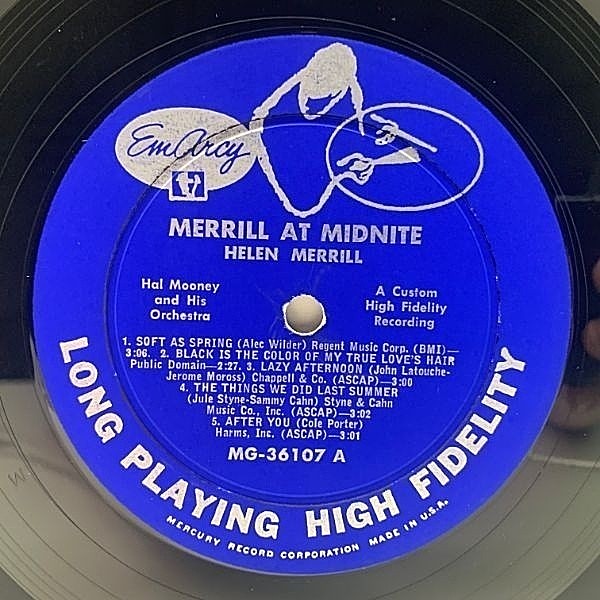 EmArcy
MERRILL AT MIDNITE
HELEN MERRILL
Hal Mooney
and His
Orchestra
A Custom
High Fidelity
Recording
1. SOFT AS SPRING (Alec Wilder) Regent Music Corp. (BMI)—
3:06. 2. BLACK IS THE COLOR OF MY TRUE LOVE'S HAIR
Public Domain—2:27. 3. LAZY AFTERNOON (John Latouche-
Jerome Moross) Chappell & Co. (ASCAP)—3:00
4. THE THINGS WE DID LAST SUMMER
(Jule Styne-Sammy Cahn) Styne & Cahn
Music Co., Inc. (ASCAP)—3:02
5. AFTER YOU (Cole Porter)
Harms, Inc. (ASCAP)—3:01
MG-36107 A
LONG PLAYING HIGH FIDELITY
MERCURY RECORD CORPORATION MADE IN U.S.A.